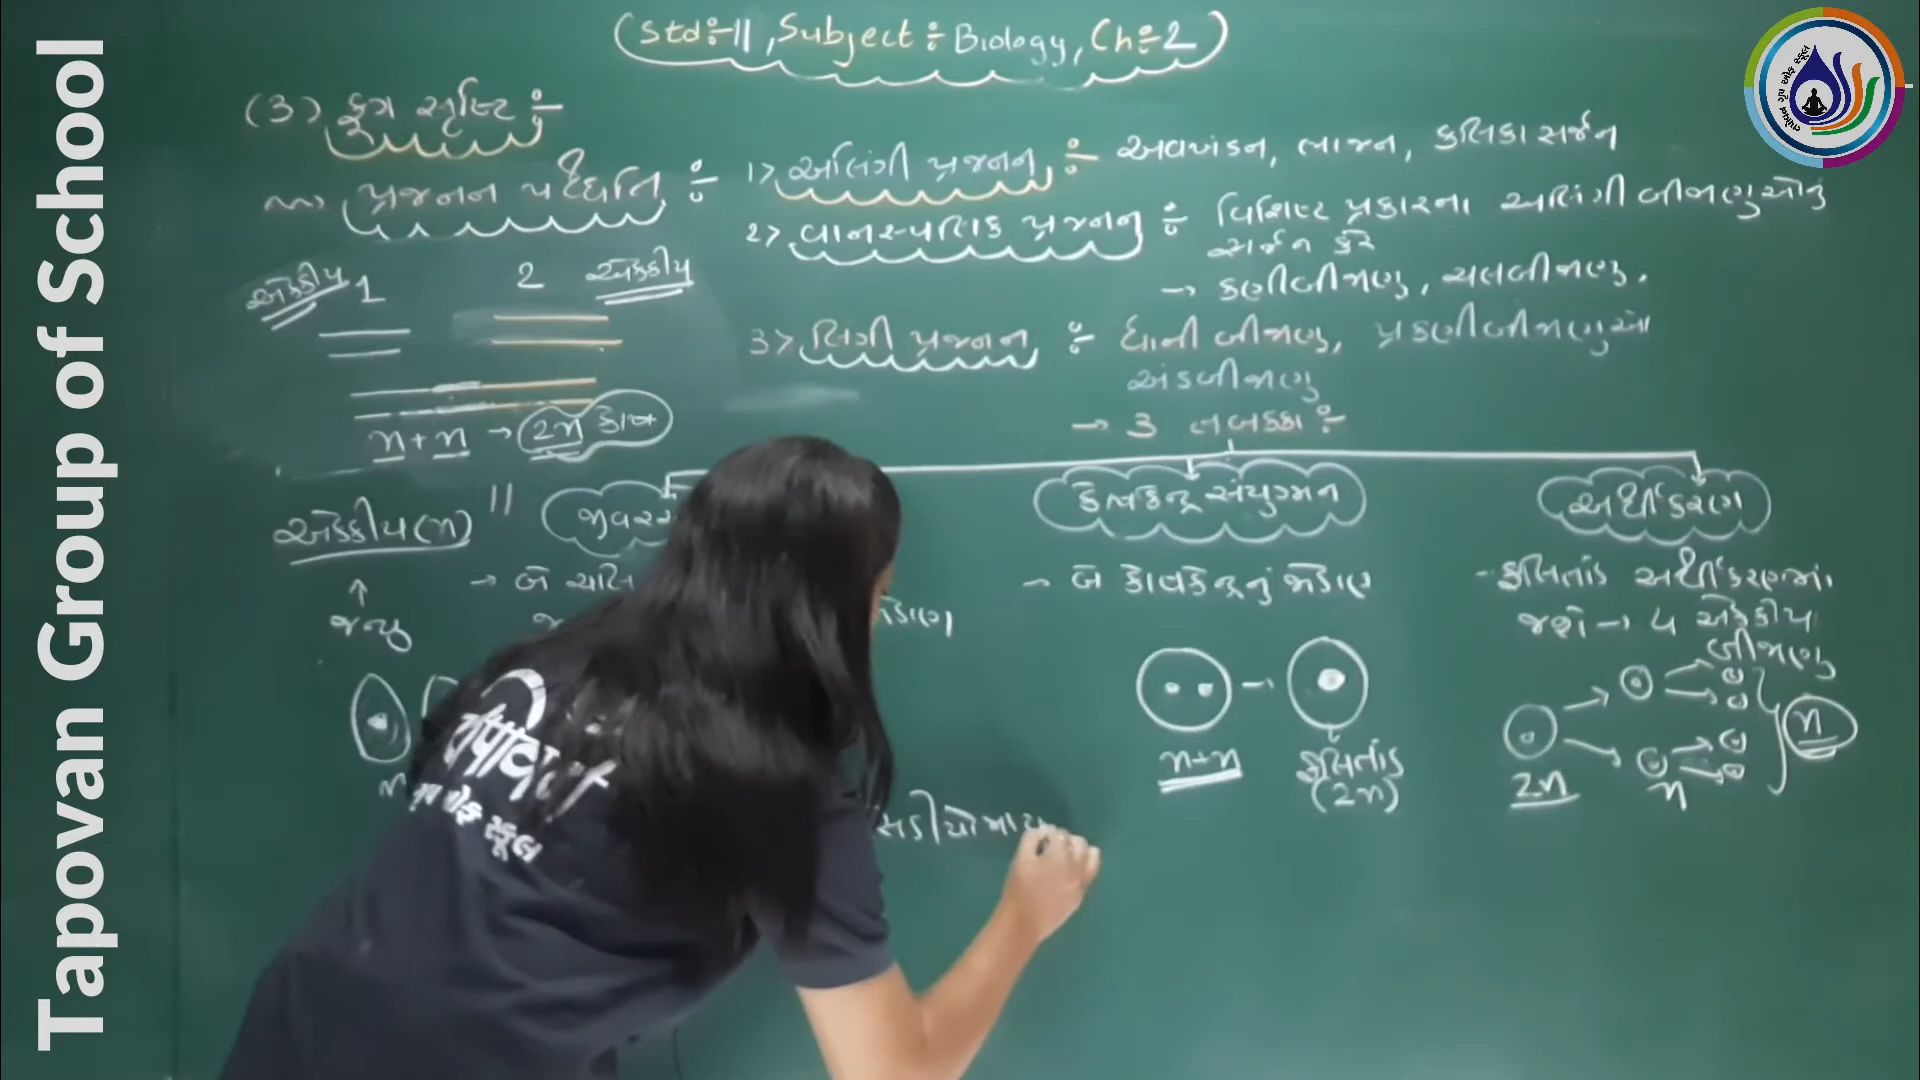 Tapovan Group of School
(Std:-11, Subject :- Biology, Ch:-2)
(3) ફૂગ સૃષ્ટિ :-
પ્રજનન પદ્ધતિ :-
1> અલિંગી પ્રજનન :- અવખંડન, ભાજન, કલિકા સર્જન
2> વાનસ્પતિક પ્રજનન :- વિશિષ્ટ પ્રકારના અલિંગી બીજાણુઓનું
સર્જન કરે
→ કણીબીજાણુ, ચલબીજાણુ.
3> લિંગી પ્રજનન :- ધાની બીજાણુ, પ્રકણીબીજાણુઓ
અંડબીજાણુ
→ 3 તબક્કા :-
એકકીય 1
2 એકકીય
n+n → 2n કોષ
એકકીય (n)
↑
જન્યુ
જીવરસ
→ બે ચલિ
જોડાણ
કોષકેન્દ્ર સંયુગ્મન
→ બે કોષકેન્દ્રનું જોડાણ
n+n
ફલિતાંડ
(2n)
અર્ધીકરણ
- ફલિતાંડ અર્ધીકરણમાં
જશે → 4 એકકીય
બીજાણુ
2n
n
n